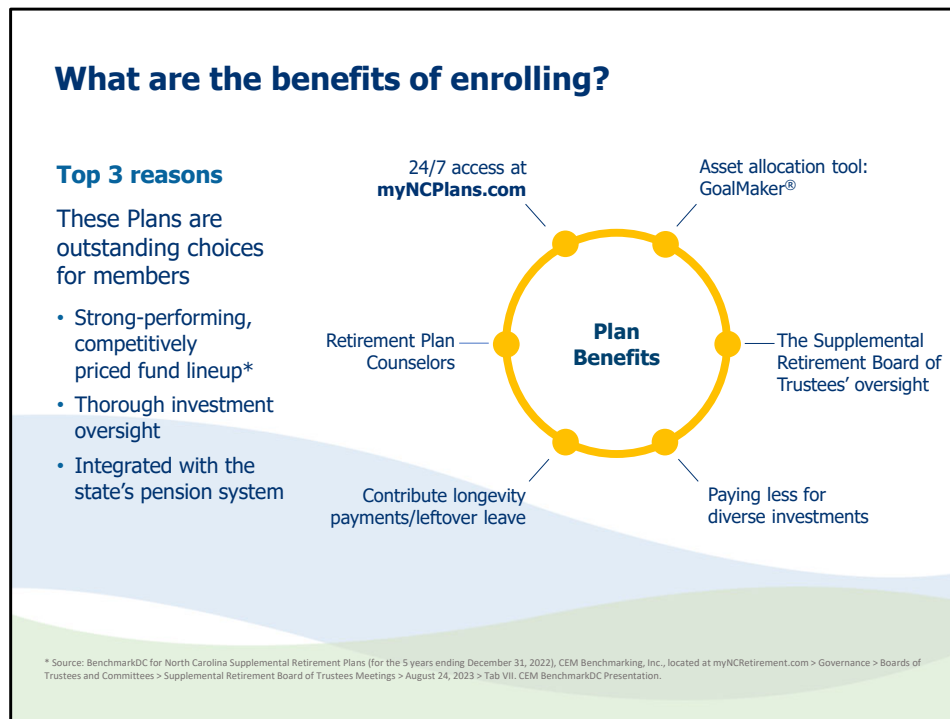 What are the benefits of enrolling?
Top 3 reasons
These Plans are
outstanding choices
for members
• Strong-performing,
competitively
priced fund lineup*
• Thorough investment
oversight
• Integrated with the
state’s pension system
24/7 access at
myNCPlans.com
Asset allocation tool:
GoalMaker®
Retirement Plan
Counselors
Plan
Benefits
The Supplemental
Retirement Board of
Trustees’ oversight
Contribute longevity
payments/leftover leave
Paying less for
diverse investments
* Source: BenchmarkDC for North Carolina Supplemental Retirement Plans (for the 5 years ending December 31, 2022), CEM Benchmarking, Inc., located at myNCRetirement.com > Governance > Boards of
Trustees and Committees > Supplemental Retirement Board of Trustees Meetings > August 24, 2023 > Tab VII. CEM BenchmarkDC Presentation.